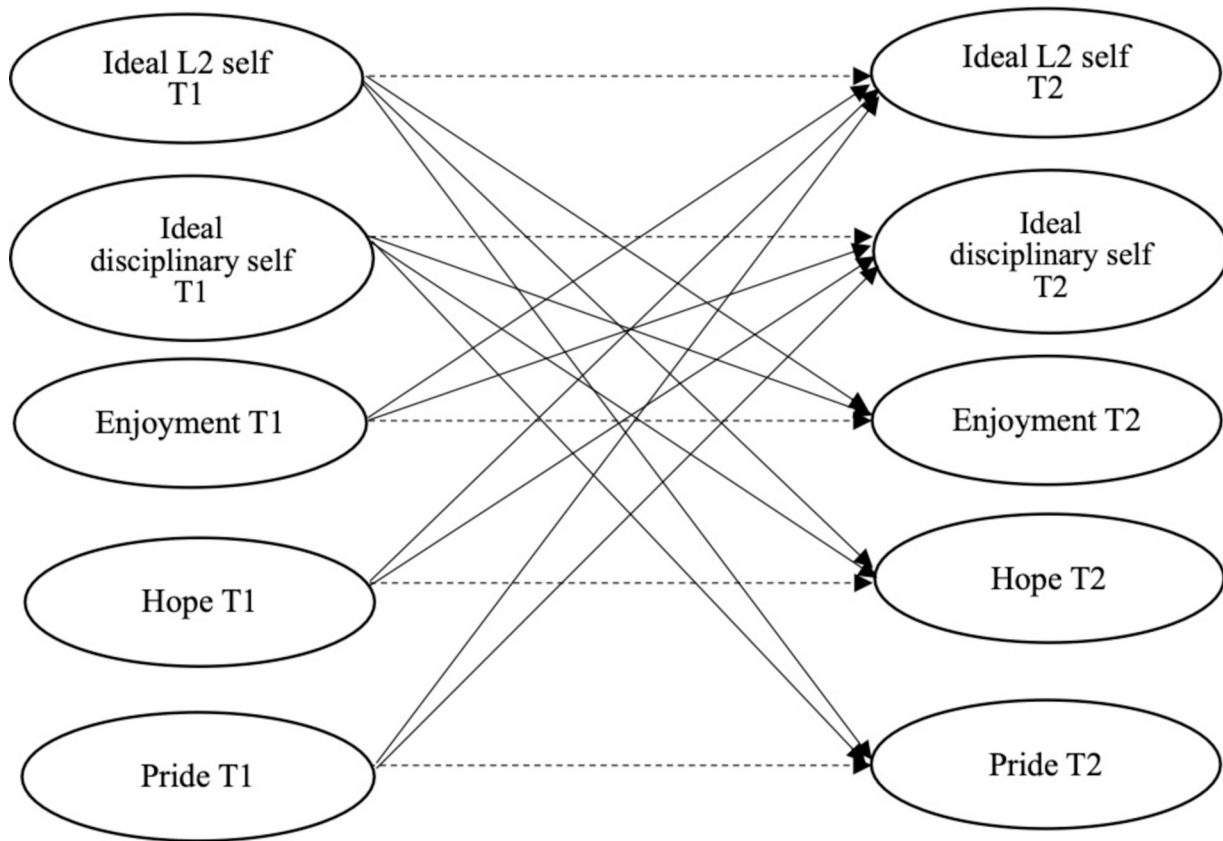 Ideal L2 self
T1
Ideal L2 self
T2
Ideal
disciplinary self
T1
Ideal
disciplinary self
T2
Enjoyment T1
Enjoyment T2
Hope T1
Hope T2
Pride T1
Pride T2